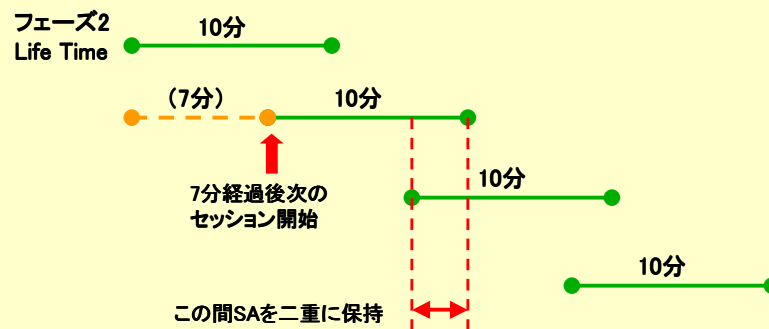 フェーズ2
Life Time
10分
（7分）
10分
7分経過後次の
セッション開始
10分
10分
この間SAを二重に保持